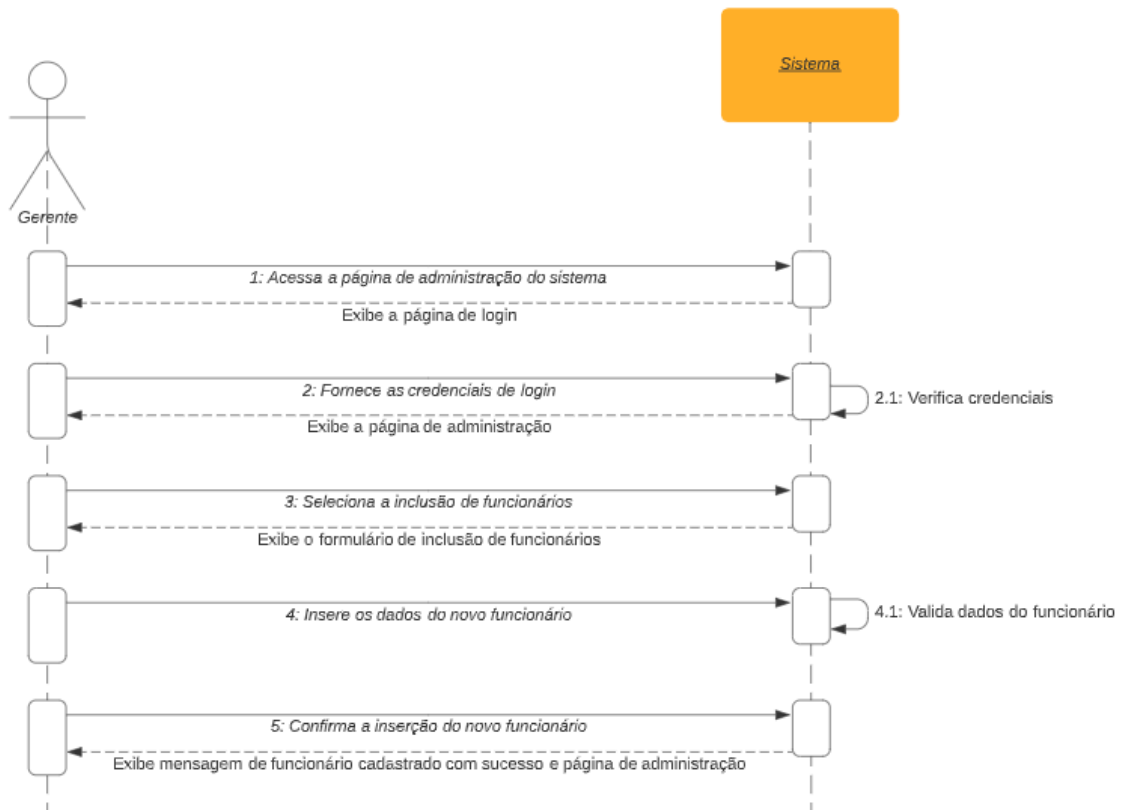 Sistema
Gerente
1: Acessa a página de administração do sistema
Exibe a página de login
2: Fornece as credenciais de login
2.1: Verifica credenciais
Exibe a página de administração
3: Seleciona a inclusão de funcionários
Exibe o formulário de inclusão de funcionários
4: Insere os dados do novo funcionário
4.1: Valida dados do funcionário
5: Confirma a inserção do novo funcionário
Exibe mensagem de funcionário cadastrado com sucesso e página de administração